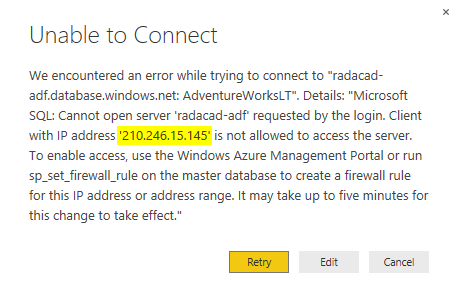 Unable to Connect
We encountered an error while trying to connect to "radacad-
adf.database.windows.net: AdventureWorksLT". Details: "Microsoft
SQL: Cannot open server 'radacad-adf' requested by the login. Client
with IP address '210.246.15.145' is not allowed to access the server.
To enable access, use the Windows Azure Management Portal or run
sp_set_firewall_rule on the master database to create a firewall rule
for this IP address or address range. It may take up to five minutes for
this change to take effect."
Retry Edit Cancel